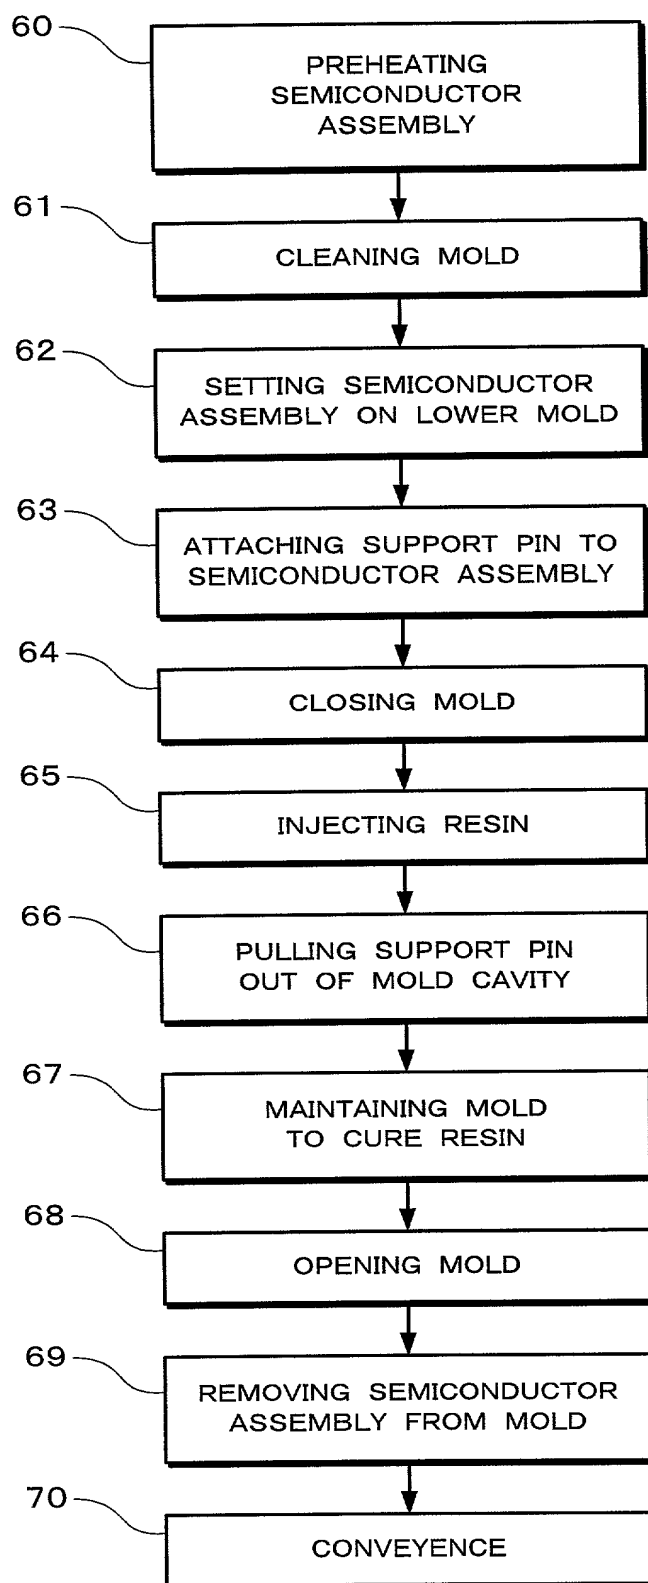 60
PREHEATING
SEMICONDUCTOR
ASSEMBLY
61
CLEANING MOLD
62
SETTING SEMICONDUCTOR
ASSEMBLY ON LOWER MOLD
63
ATTACHING SUPPORT PIN TO
SEMICONDUCTOR ASSEMBLY
64
CLOSING MOLD
65
INJECTING RESIN
66
PULLING SUPPORT PIN
OUT OF MOLD CAVITY
67
MAINTAINING MOLD
TO CURE RESIN
68
OPENING MOLD
69
REMOVING SEMICONDUCTOR
ASSEMBLY FROM MOLD
70
CONVEYENCE